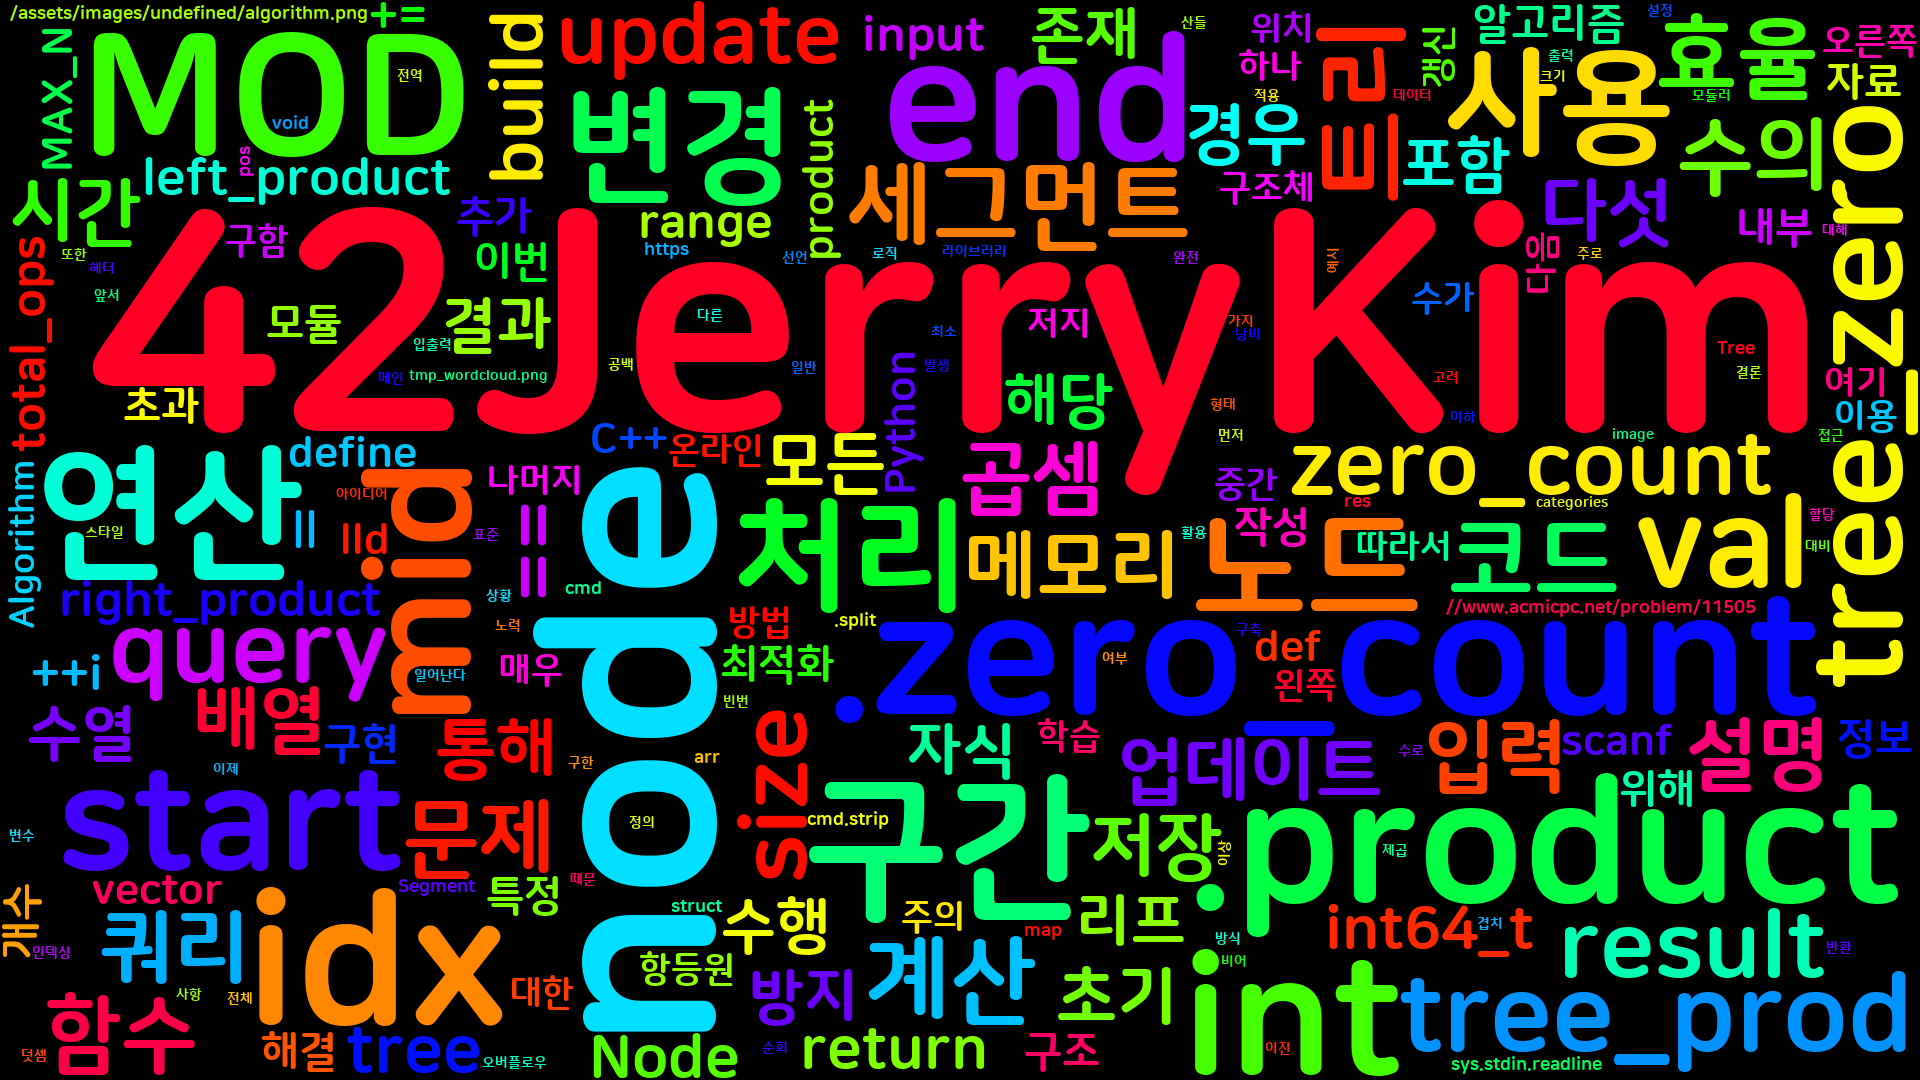 /assets/images/undefined/algorithm.png
+=
MOD
전역
void
pos
MAX_N
build
update
input
존재
산들
위치
하나
트리
갱신
알고리즘
설정
출력
크기
효율
오른쪽
자료
모듈러
데이터
적용
사용
end
변경
product
경우
포함
수의
left_product
시간
세그먼트
구조체
다섯
내부
대해
tree_zero
추가
range
구함
이번
https
선언
로직
라이브러리
완전
예시
다음
주로
또한
헤더
앞서
total_ops
42JerryKim
모듈
결과
입출력
다른
최소
저지
가지
낭비
수가
Tree
결론
메인
tmp_wordcloud.png
공백
일반
발생
고려
여기
초과
Python
해당
형태
이하
이용
C++
온라인
모든
먼저
image
접근
define
연산
곱셈
zero_count
아이디어
나머지
중간
categories
res
Algorithm
스타일
ll
lld
mid
||
표준
처리
메모리
활용
작성
노드
따라서
코드
val
할당
대비
right_product
상황
cmd
node
//www.acmicpc.net/problem/11505
query
노력
방법
.split
.zero_count
구축
def
++i
일어난다
매우
최적화
여부
왼쪽
빈번
수열
배열
구현
통해
size
자식
학습
업데이트
수로
입력
scanf
설명
정보
이제
구한
arr
위해
start
변수
문제
정의
cmd.strip
구간
저장
이상
제곱
.product
vector
Segment
때문
특정
struct
개수
쿼리
idx
수행
주의
map
리프
방식
int64_t
겹치
result
반환
인덱싱
항등원
계산
비어
사항
전체
대한
방지
초기
int
tree_prod
함수
덧셈
해결
tree
오버플로우
Node
순회
return
구조
이진
sys.stdin.readline